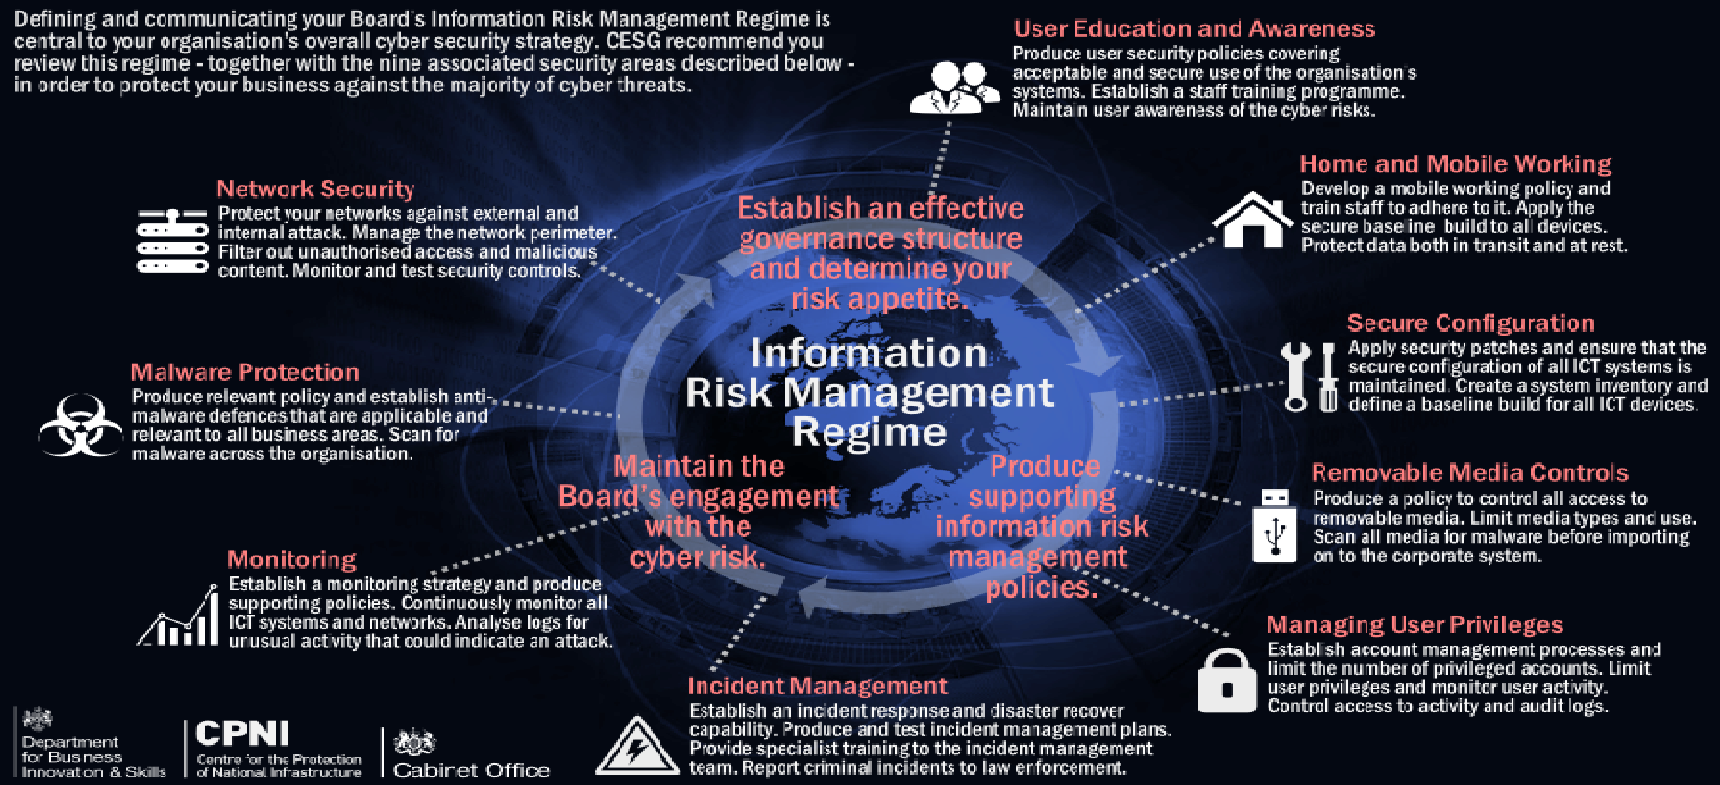 Defining and communicating your Board's Information Risk Management Regime is
central to your organisation's overall cyber security strategy. CESG recommend you
review this regime - together with the nine associated security areas described below -
in order to protect your business against the majority of cyber threats.
User Education and Awareness
Produce user security policies covering
acceptable and secure use of the organisation's
systems. Establish a staff training programme.
Maintain user awareness of the cyber risks.
Home and Mobile Working
Develop a mobile working policy and
train staff to adhere to it. Apply the
secure baseline build to all devices.
Protect data both in transit and at rest.
Secure Configuration
Apply security patches and ensure that the
secure configuration of all ICT systems is
maintained. Create a system inventory and
define a baseline build for all ICT devices.
Removable Media Controls
Produce a policy to control all access to
removable media. Limit media types and use.
Scan all media for malware before importing
on to the corporate system.
Managing User Privileges
Establish account management processes and
limit the number of privileged accounts. Limit
user privileges and monitor user activity.
Control access to activity and audit logs.
Incident Management
Establish an incident response and disaster recover
capability. Produce and test incident management plans.
Provide specialist training to the incident management
team. Report criminal incidents to law enforcement.
Monitoring
Establish a monitoring strategy and produce
supporting policies. Continuously monitor all
ICT systems and networks. Analyse logs for
unusual activity that could indicate an attack.
Malware Protection
Produce relevant policy and establish anti-
malware defences that are applicable and
relevant to all business areas. Scan for
malware across the organisation.
Network Security
Protect your networks against external and
internal attack. Manage the network perimeter.
Filter out unauthorised access and malicious
content. Monitor and test security controls.
Establish an effective
governance structure
and determine your
risk appetite.
Information
Risk Management
Regime
Maintain the
Board's engagement
with the
cyber risk.
Produce
supporting
information risk
management
policies.
Department
for Business
Innovation & Skills
CPNI
Centre for the Protection
of National Infrastructure
Cabinet Office